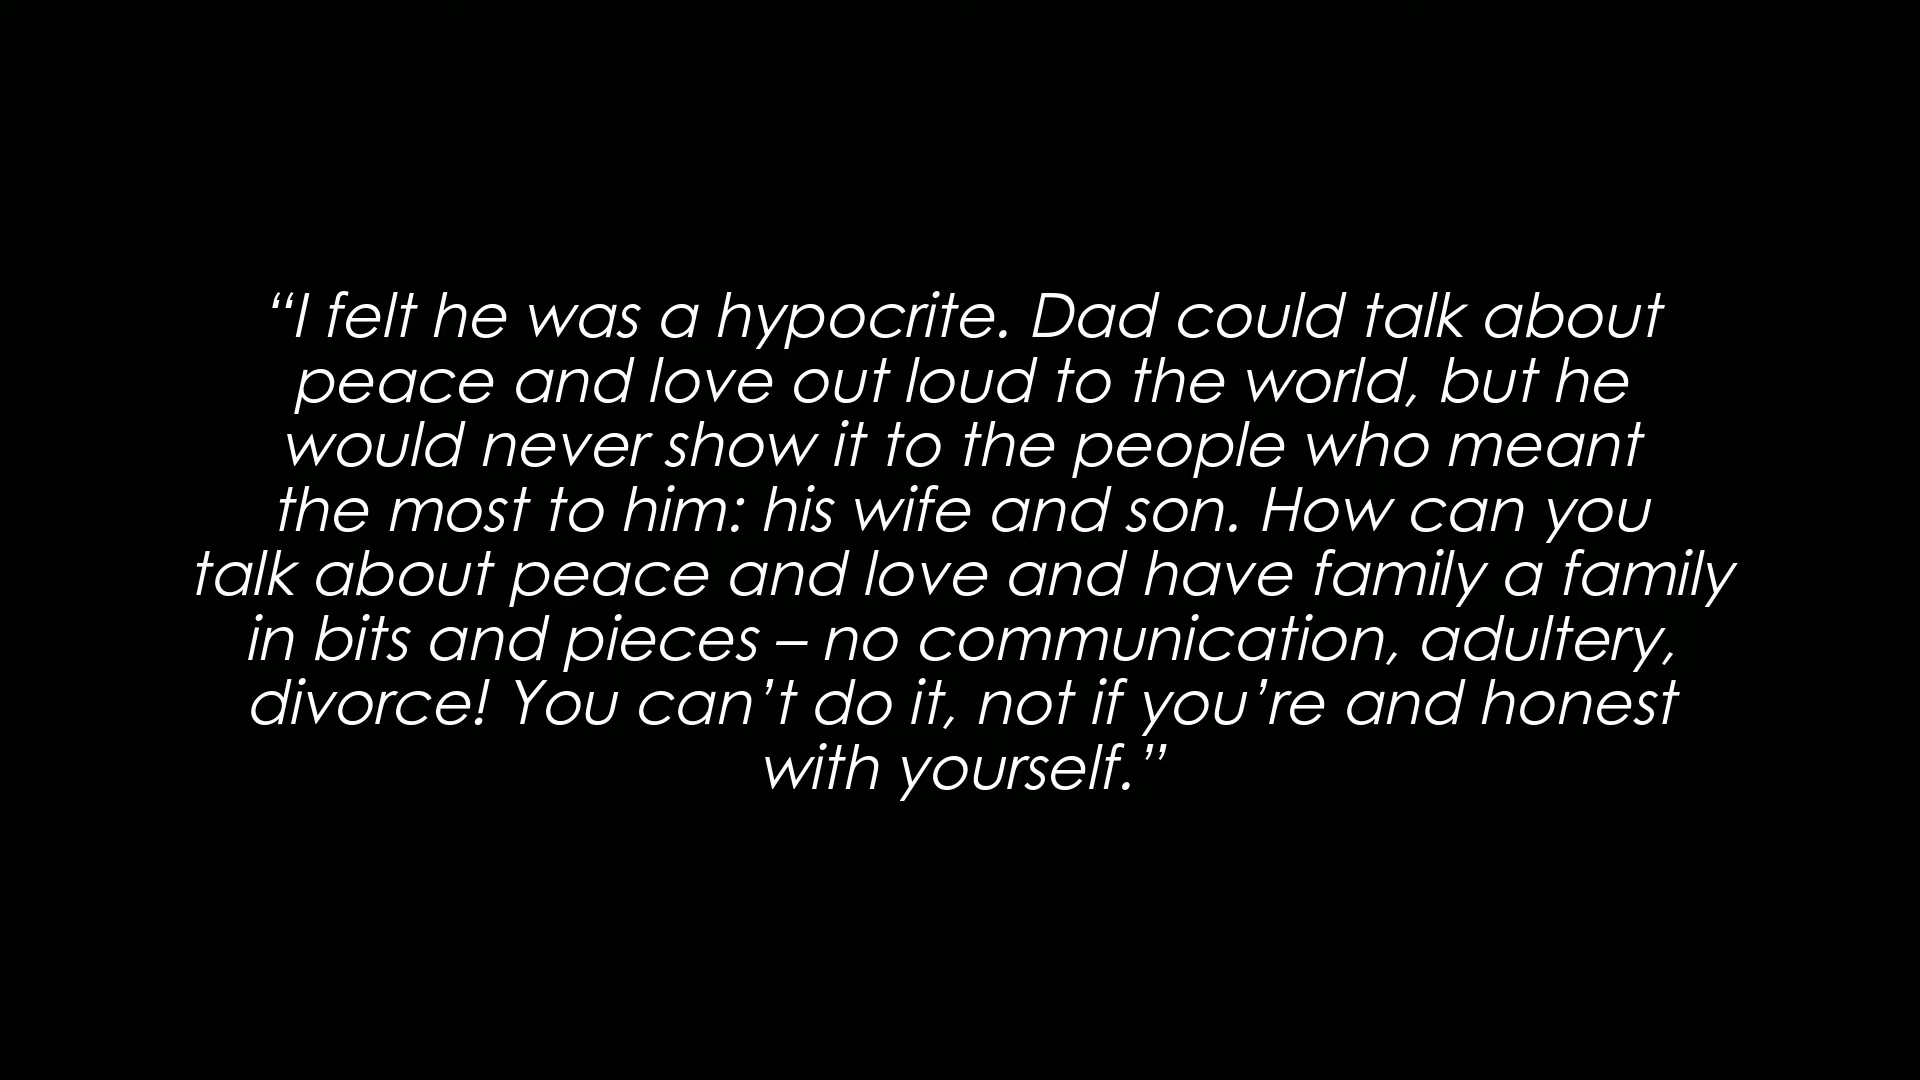 “I felt he was a hypocrite. Dad could talk about
peace and love out loud to the world, but he
would never show it to the people who meant
the most to him: his wife and son. How can you
talk about peace and love and have family a family
in bits and pieces – no communication, adultery,
divorce! You can’t do it, not if you’re and honest
with yourself.”